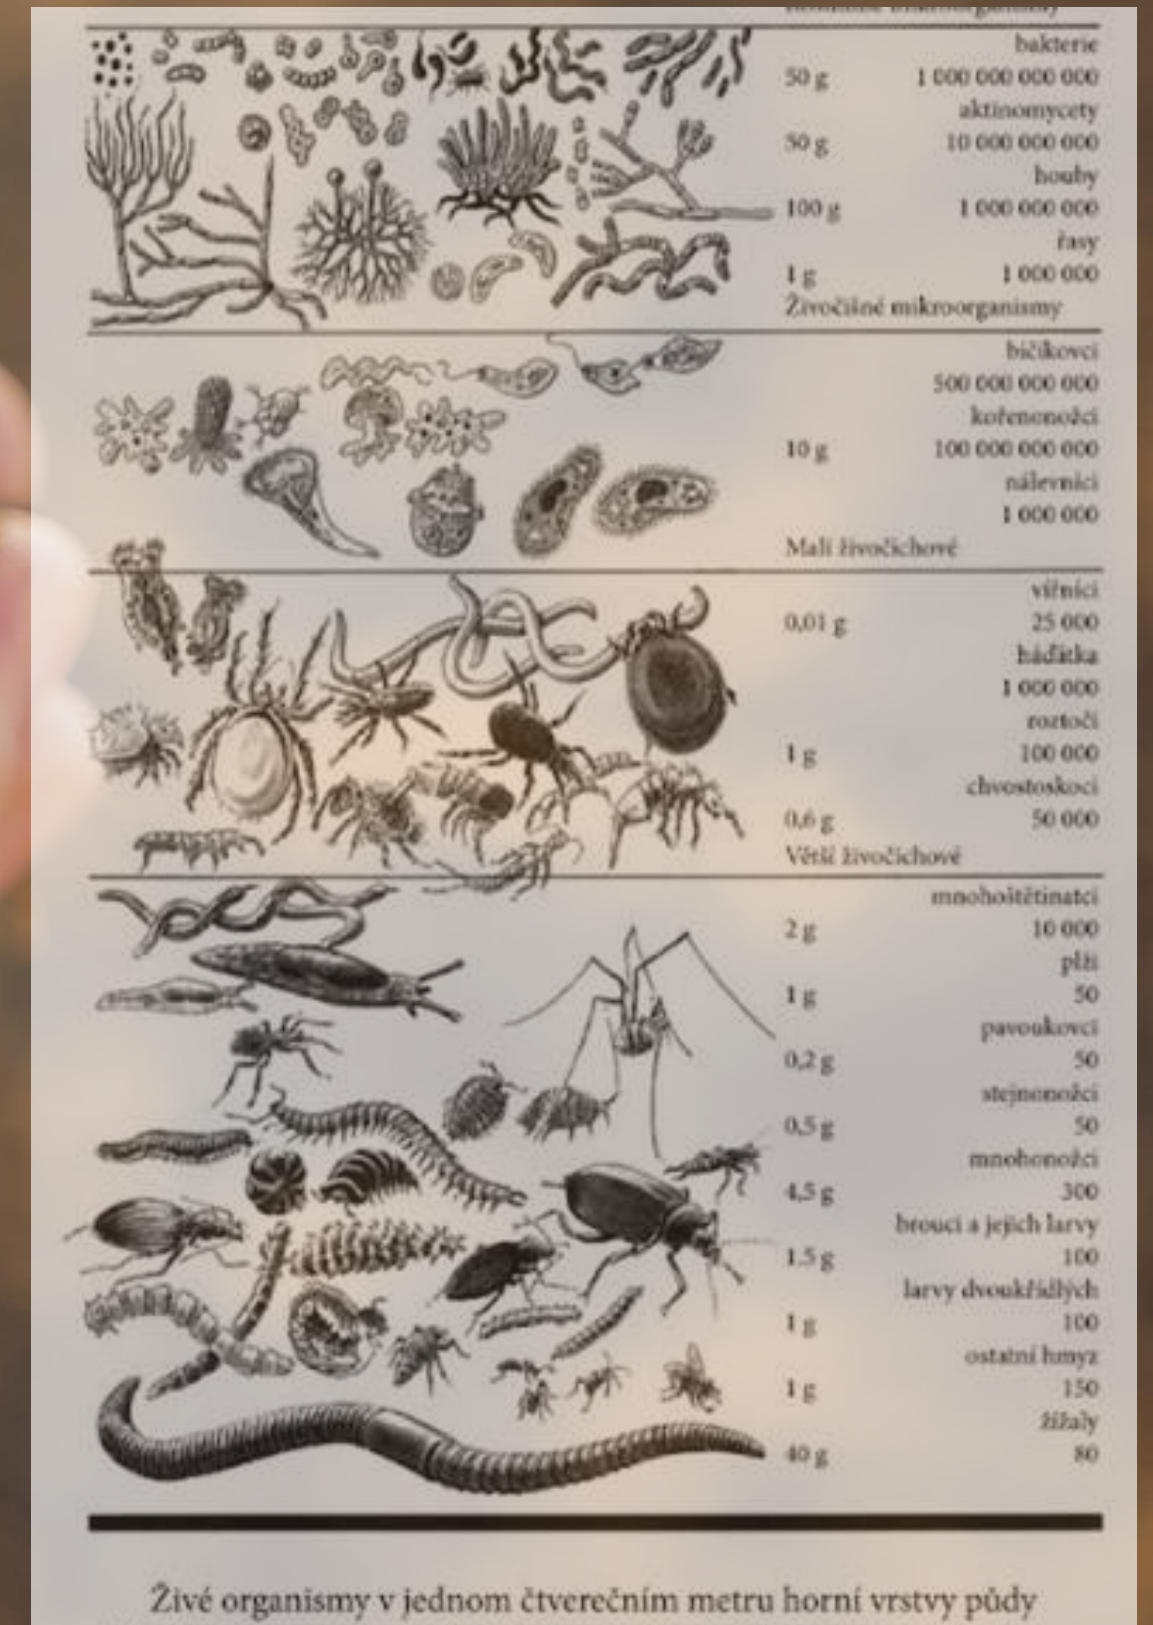 bakterie
50 g 1 000 000 000 000
aktinomycety
50 g 10 000 000 000
houby
100 g 1 000 000 000
řasy
1 g 1 000 000
Živočišné mikroorganismy
bičíkovci
500 000 000 000
kořenonožci
10 g 100 000 000 000
nálevníci
1 000 000
Malí živočichové
vířníci
0,01 g 25 000
háďátka
1 000 000
roztoči
1 g 100 000
chvostoskoci
0,6 g 50 000
Větší živočichové
mnohoštětinatci
2 g 10 000
plži
1 g 50
pavoukovci
0,2 g 50
stejnonožci
0,5 g 50
mnohonožci
4,5 g 300
brouci a jejich larvy
1.5 g 100
larvy dvoukřídlých
1 g 100
ostatní hmyz
1 g 150
žížaly
40 g 80
Živé organismy v jednom čtverečním metru horní vrstvy půdy